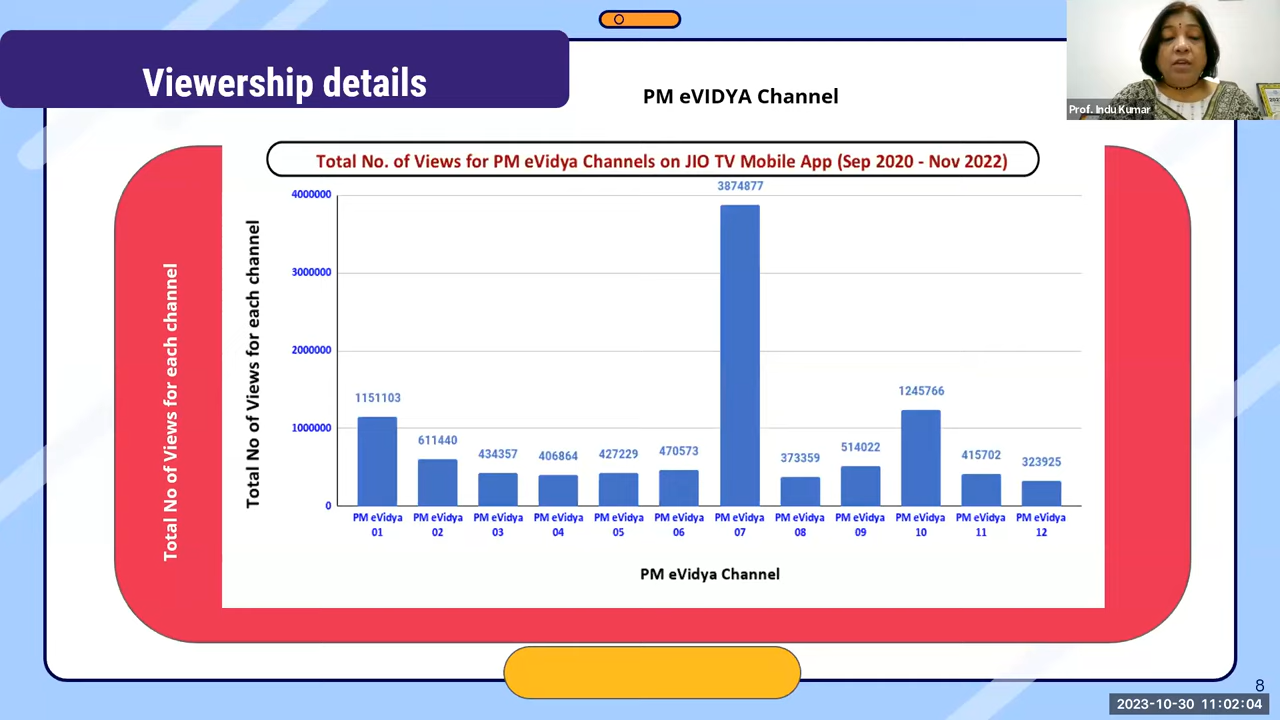 Viewership details
PM eVIDYA Channel
Prof. Indu Kumar
Total No. of Views for PM eVidya Channels on JIO TV Mobile App (Sep 2020 - Nov 2022)
Total No of Views for each channel
Total No of Views for each channel
4000000
3000000
2000000
1000000
0
1151103
611440
434357
406864
427229
470573
3874877
373359
514022
1245766
415702
323925
PM eVidya 01
PM eVidya 02
PM eVidya 03
PM eVidya 04
PM eVidya 05
PM eVidya 06
PM eVidya 07
PM eVidya 08
PM eVidya 09
PM eVidya 10
PM eVidya 11
PM eVidya 12
PM eVidya Channel
8
2023-10-30 11:02:04